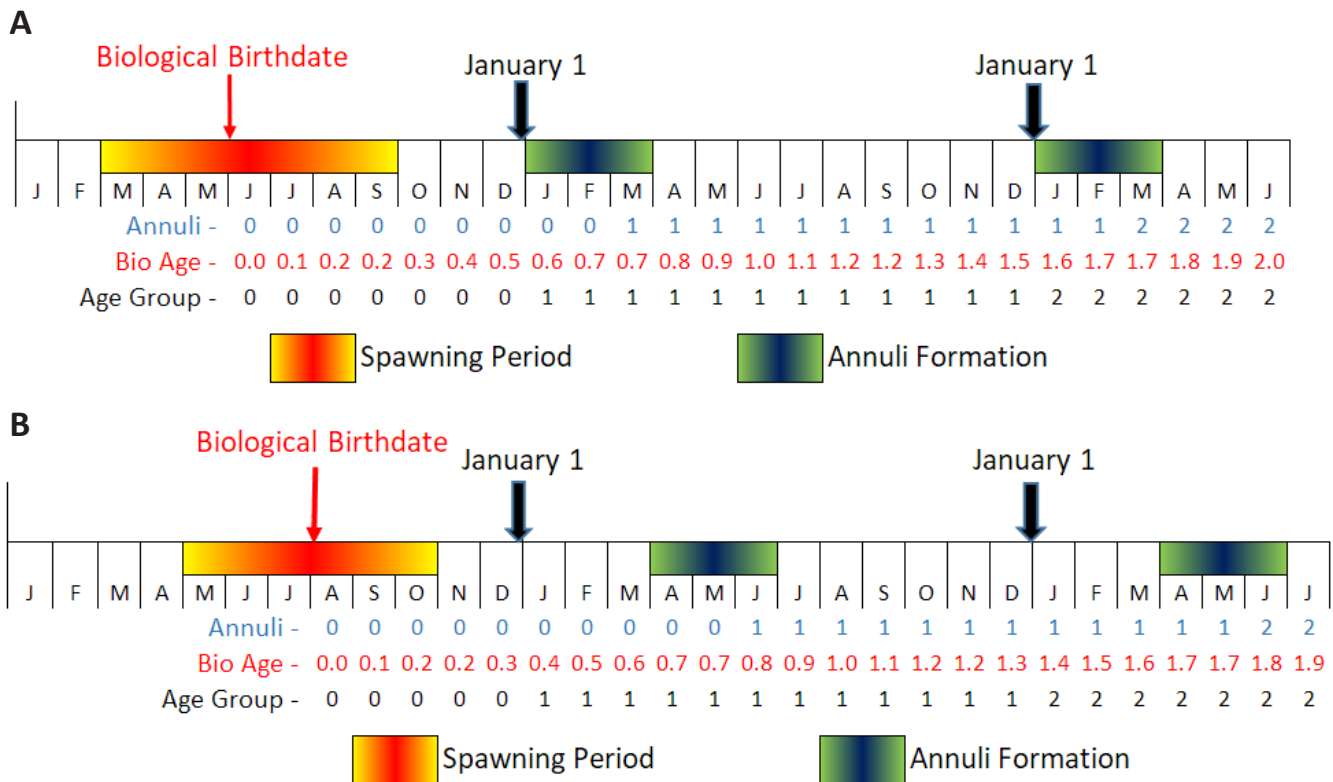 A
Biological Birthdate
January 1 January 1
J F M A M J J A S O N D J F M A M J J A S O N D J F M A M J
Annuli - 0 0 0 0 0 0 0 0 0 1 1 1 1 1 1 1 1 1 1 1 1 2 2 2 2
Bio Age - 0.0 0.1 0.2 0.2 0.3 0.4 0.5 0.6 0.7 0.7 0.8 0.9 1.0 1.1 1.2 1.2 1.3 1.4 1.5 1.6 1.7 1.7 1.8 1.9 2.0
Age Group - 0 0 0 0 0 0 0 1 1 1 1 1 1 1 1 1 1 1 1 2 2 2 2 2 2
Spawning Period Annuli Formation
B
Biological Birthdate
January 1 January 1
J F M A M J J A S O N D J F M A M J J A S O N D J F M A M J J
Annuli - 0 0 0 0 0 0 0 0 0 0 1 1 1 1 1 1 1 1 1 1 1 1 2 2
Bio Age - 0.0 0.1 0.2 0.2 0.3 0.4 0.5 0.6 0.7 0.7 0.8 0.9 1.0 1.1 1.2 1.2 1.3 1.4 1.5 1.6 1.7 1.7 1.8 1.9
Age Group - 0 0 0 0 0 1 1 1 1 1 1 1 1 1 1 1 1 2 2 2 2 2 2 2
Spawning Period Annuli Formation